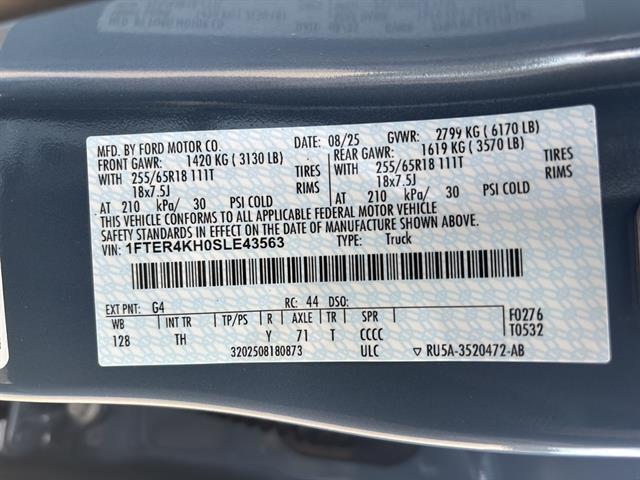 MFD. BY FORD MOTOR CO. DATE: 08/25 GVWR: 2799 KG ( 6170 LB)
FRONT GAWR: 1420 KG ( 3130 LB) REAR GAWR: 1619 KG ( 3570 LB)
WITH 255/65R18 111T TIRES WITH 255/65R18 111T TIRES
18x7.5J RIMS 18x7.5J RIMS
AT 210 kPa/ 30 PSI COLD AT 210 kPa/ 30 PSI COLD
THIS VEHICLE CONFORMS TO ALL APPLICABLE FEDERAL MOTOR VEHICLE
SAFETY STANDARDS IN EFFECT ON THE DATE OF MANUFACTURE SHOWN ABOVE.
VIN: 1FTER4KH0SLE43563 TYPE: Truck
EXT PNT: G4 RC: 44 DSO: F0276
WB INT TR TP/PS R AXLE TR SPR T0532
128 TH Y 71 T CCCC
3202508180873 ULC ▽ RU5A-3520472-AB